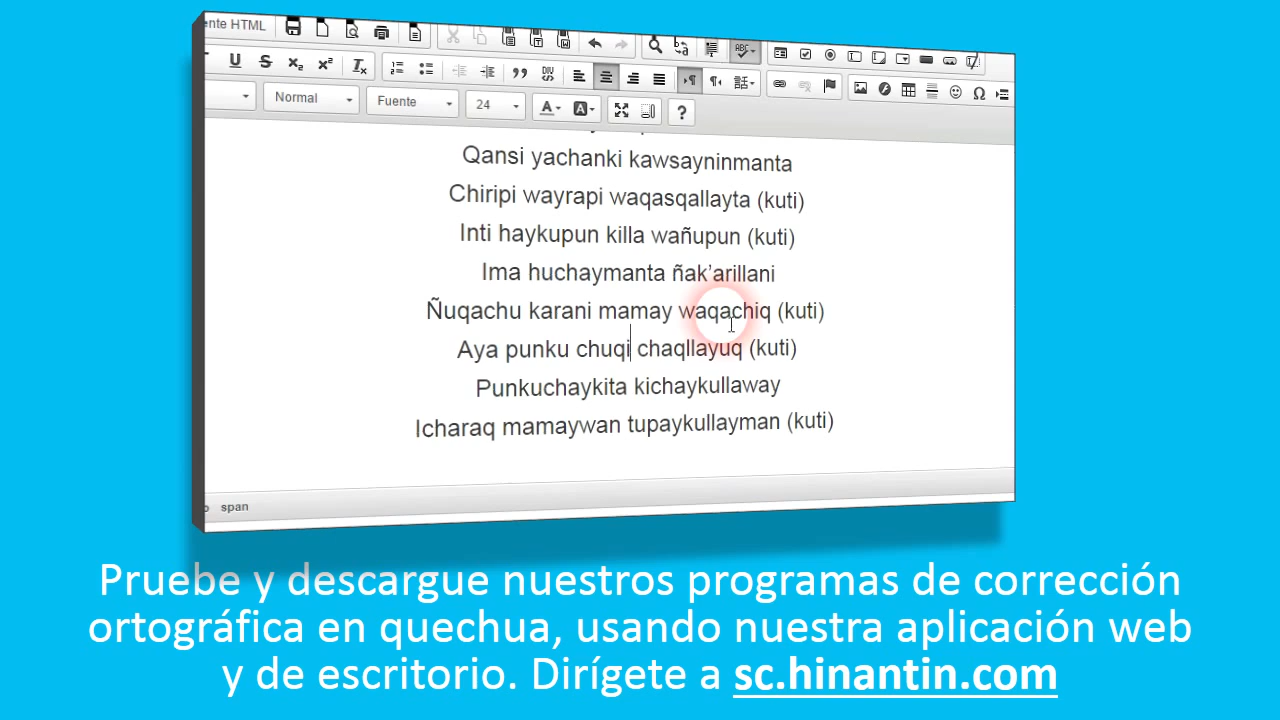 ente HTML
Normal Fuente 24
Qansi yachanki kawsayninmanta
Chiripi wayrapi waqasqallayta (kuti)
Inti haykupun killa wañupun (kuti)
Ima huchaymanta ñak'arillani
Ñuqachu karani mamay waqachiq (kuti)
Aya punku chuqi chaqllayuq (kuti)
Punkuchaykita kichaykullaway
Icharaq mamaywan tupaykullayman (kuti)
span
Pruebe y descargue nuestros programas de corrección
ortográfica en quechua, usando nuestra aplicación web
y de escritorio. Dirígete a sc.hinantin.com